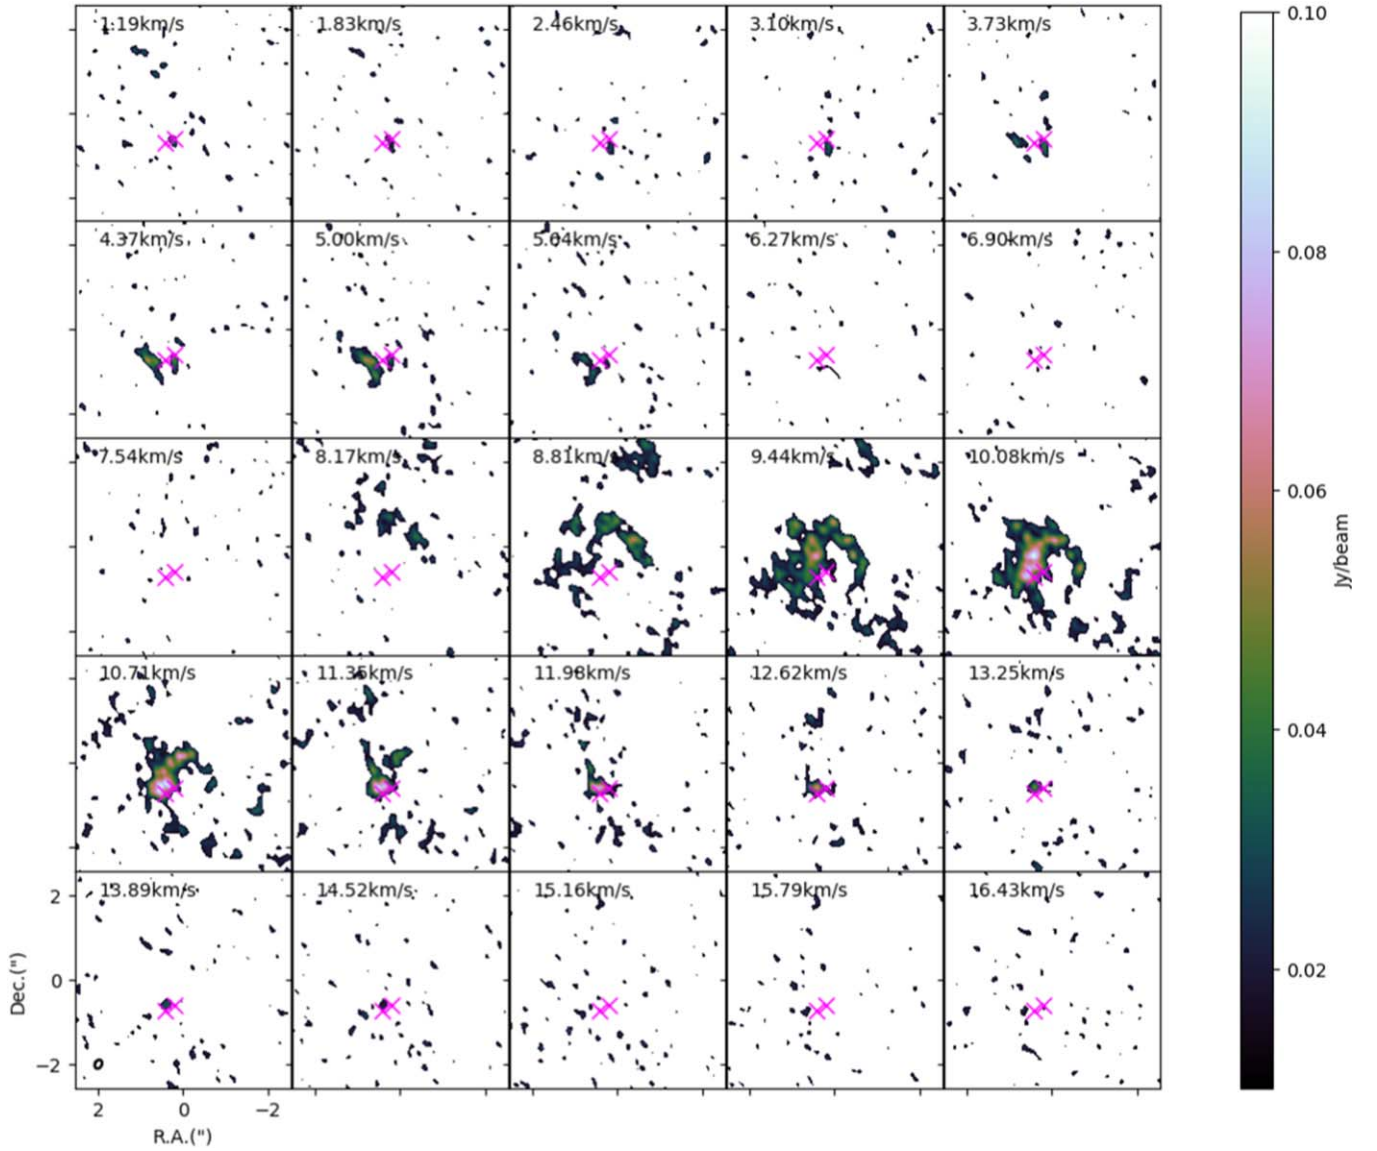 1.19km/s 1.83km/s 2.46km/s 3.10km/s 3.73km/s 0.10
4.37km/s 5.00km/s 5.64km/s 6.27km/s 6.90km/s 0.08
7.54km/s 8.17km/s 8.81km/s 9.44km/s 10.08km/s 0.06
Jy/beam
10.71km/s 11.35km/s 11.98km/s 12.62km/s 13.25km/s 0.04
13.89km/s 14.52km/s 15.16km/s 15.79km/s 16.43km/s
2
0.02
0
Dec.(")
−2
2 0 −2
R.A.(")